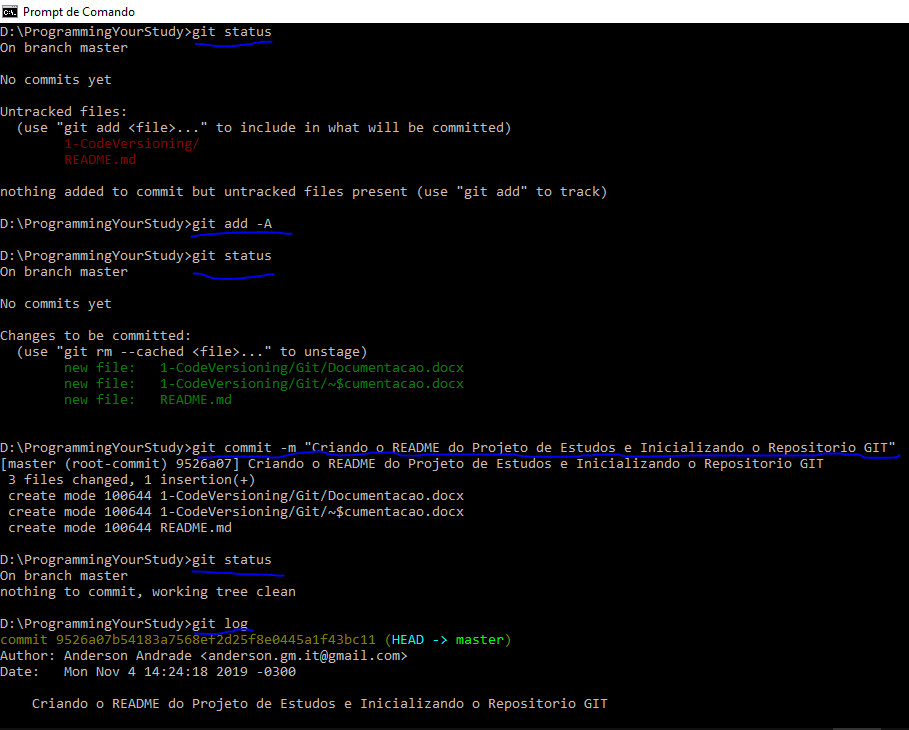 Prompt de Comando
D:\ProgrammingYourStudy>git status
On branch master
No commits yet
Untracked files:
  (use "git add <file>..." to include in what will be committed)
        1-CodeVersioning/
        README.md
nothing added to commit but untracked files present (use "git add" to track)
D:\ProgrammingYourStudy>git add -A
D:\ProgrammingYourStudy>git status
On branch master
No commits yet
Changes to be committed:
  (use "git rm --cached <file>..." to unstage)
        new file:   1-CodeVersioning/Git/Documentacao.docx
        new file:   1-CodeVersioning/Git/~$cumentacao.docx
        new file:   README.md
D:\ProgrammingYourStudy>git commit -m "Criando o README do Projeto de Estudos e Inicializando o Repositorio GIT"
[master (root-commit) 9526a07] Criando o README do Projeto de Estudos e Inicializando o Repositorio GIT
 3 files changed, 1 insertion(+)
 create mode 100644 1-CodeVersioning/Git/Documentacao.docx
 create mode 100644 1-CodeVersioning/Git/~$cumentacao.docx
 create mode 100644 README.md
D:\ProgrammingYourStudy>git status
On branch master
nothing to commit, working tree clean
D:\ProgrammingYourStudy>git log
commit 9526a07b54183a7568ef2d25f8e0445a1f43bc11 (HEAD -> master)
Author: Anderson Andrade <anderson.gm.it@gmail.com>
Date:   Mon Nov 4 14:24:18 2019 -0300
    Criando o README do Projeto de Estudos e Inicializando o Repositorio GIT